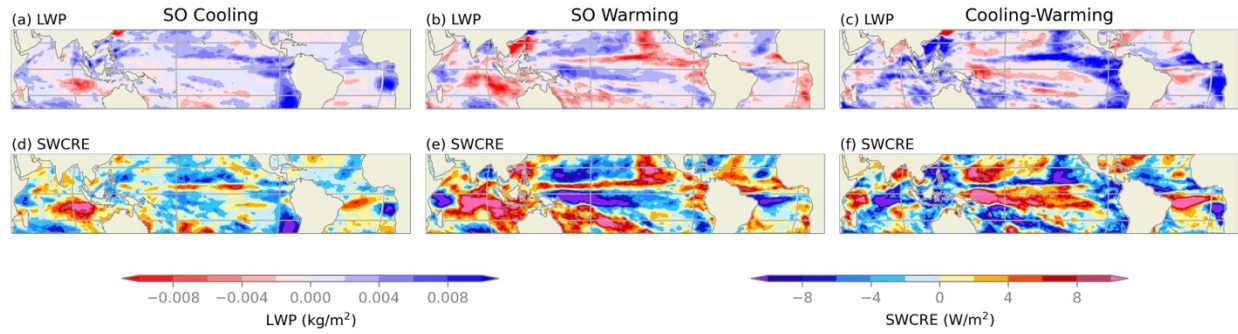 SO Cooling
SO Warming
Cooling-Warming
(a) LWP
(b) LWP
(c) LWP
(d) SWCRE
(e) SWCRE
(f) SWCRE
−0.008 −0.004 0.000 0.004 0.008
LWP (kg/m²)
−8 −4 0 4 8
SWCRE (W/m²)